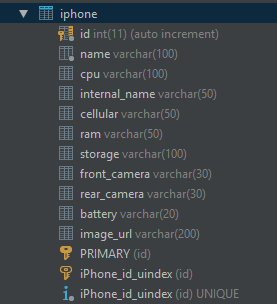 iphone
id int(11) (auto increment)
name varchar(100)
cpu varchar(100)
internal_name varchar(50)
cellular varchar(50)
ram varchar(50)
storage varchar(100)
front_camera varchar(30)
rear_camera varchar(30)
battery varchar(20)
image_url varchar(200)
PRIMARY (id)
iPhone_id_uindex (id)
iPhone_id_uindex (id) UNIQUE